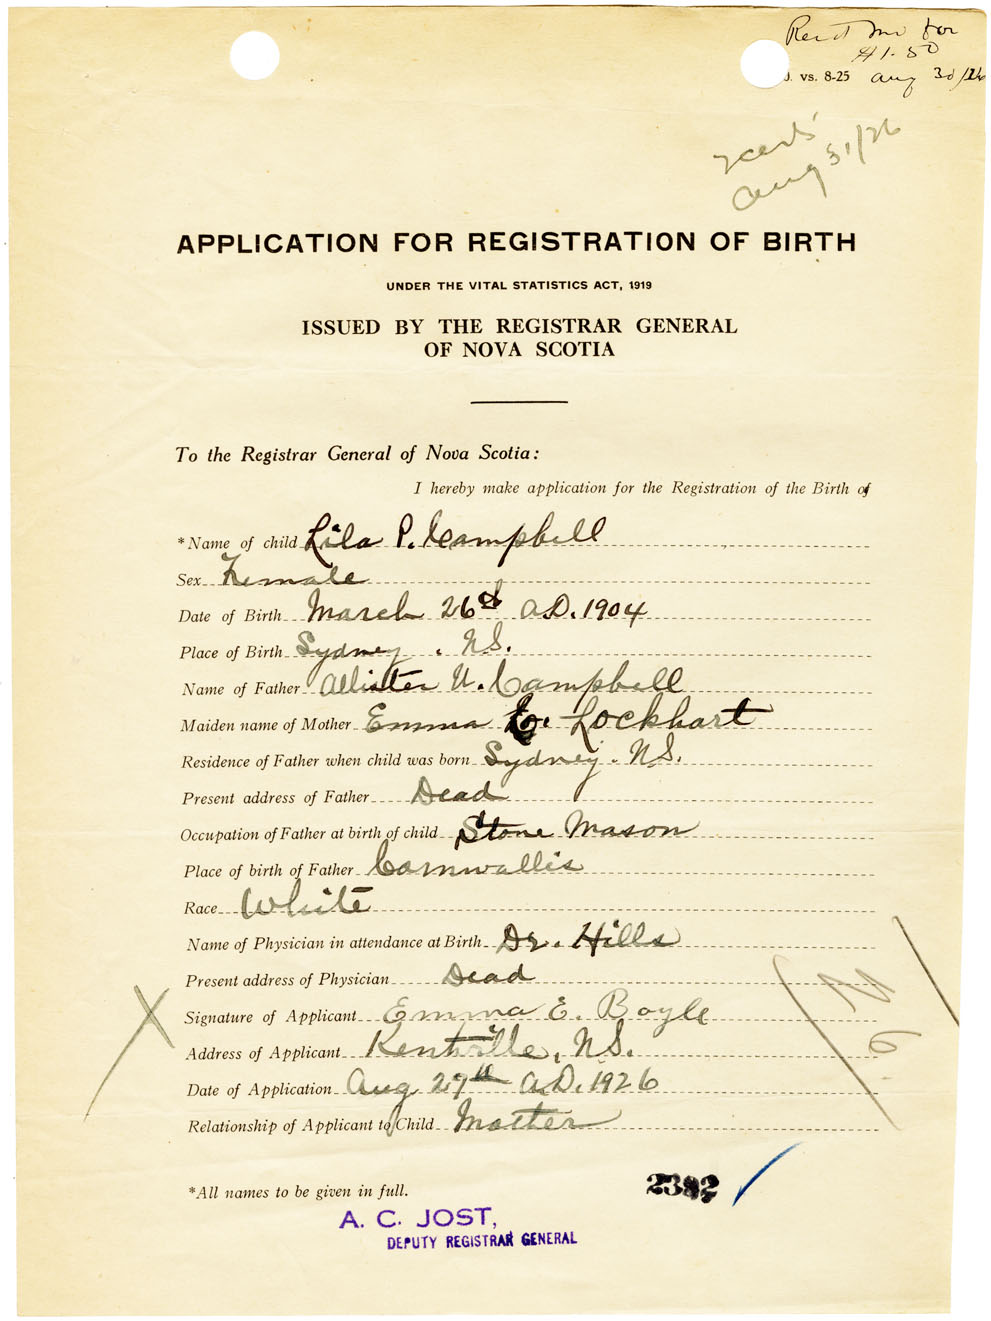 Rec'd M.O. for
$1.50
). vs. 8-25 Aug 30/26
Aug 31/26
APPLICATION FOR REGISTRATION OF BIRTH
UNDER THE VITAL STATISTICS ACT, 1919
ISSUED BY THE REGISTRAR GENERAL
OF NOVA SCOTIA
To the Registrar General of Nova Scotia:
I hereby make application for the Registration of the Birth of
*Name of child Lila P. Campbell
Sex Female
Date of Birth March 26th A.D. 1904
Place of Birth Sydney. N.S.
Name of Father Allister U. Campbell
Maiden name of Mother Emma E. Lockhart
Residence of Father when child was born Sydney. N.S.
Present address of Father Dead
Occupation of Father at birth of child Stone Mason
Place of birth of Father Cornwallis
Race White
Name of Physician in attendance at Birth Dr. Hills
Present address of Physician Dead
Signature of Applicant Emma E. Boyle
Address of Applicant Kentville, N.S.
Date of Application Aug 27th A.D. 1926
Relationship of Applicant to Child Mother
*All names to be given in full.
2382
A. C. JOST,
DEPUTY REGISTRAR GENERAL